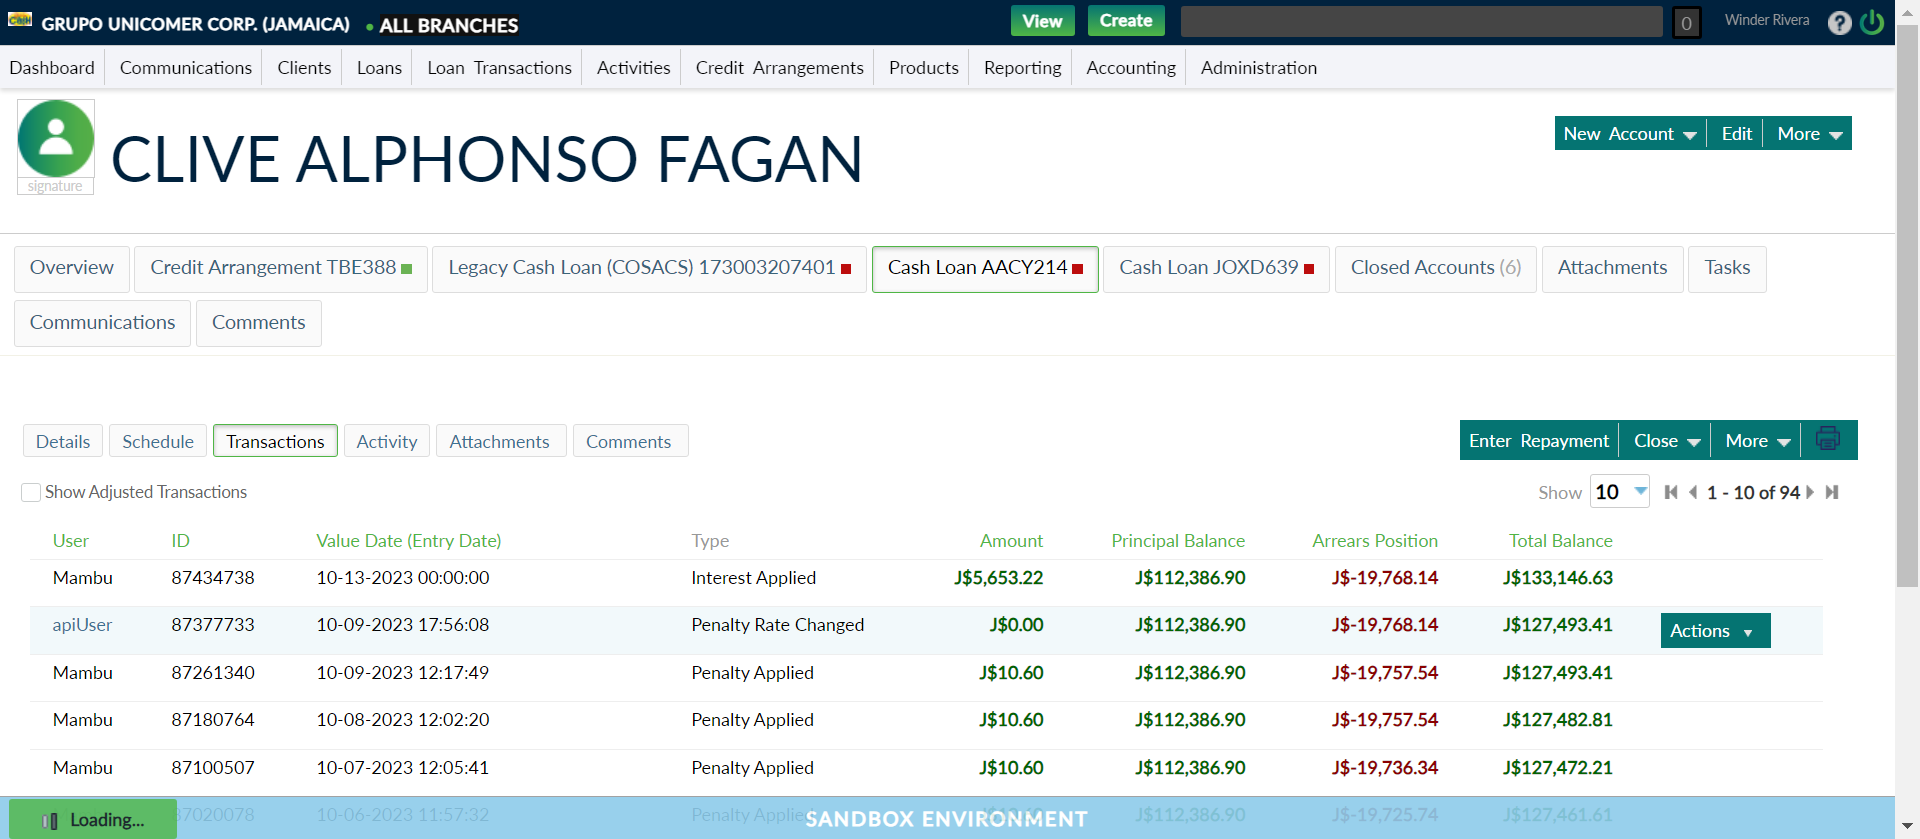 GRUPO UNICOMER CORP. (JAMAICA) • ALL BRANCHES View Create 0 Winder Rivera ?
Dashboard Communications Clients Loans Loan Transactions Activities Credit Arrangements Products Reporting Accounting Administration
signature
CLIVE ALPHONSO FAGAN
New Account Edit More
Overview Credit Arrangement TBE388 Legacy Cash Loan (COSACS) 173003207401 Cash Loan AACY214 Cash Loan JOXD639 Closed Accounts (6) Attachments Tasks
Communications Comments
Details Schedule Transactions Activity Attachments Comments Enter Repayment Close More
Show Adjusted Transactions Show 10 1 - 10 of 94
User ID Value Date (Entry Date) Type Amount Principal Balance Arrears Position Total Balance
Mambu 87434738 10-13-2023 00:00:00 Interest Applied J$5,653.22 J$112,386.90 J$-19,768.14 J$133,146.63
apiUser 87377733 10-09-2023 17:56:08 Penalty Rate Changed J$0.00 J$112,386.90 J$-19,768.14 J$127,493.41 Actions
Mambu 87261340 10-09-2023 12:17:49 Penalty Applied J$10.60 J$112,386.90 J$-19,757.54 J$127,493.41
Mambu 87180764 10-08-2023 12:02:20 Penalty Applied J$10.60 J$112,386.90 J$-19,757.54 J$127,482.81
Mambu 87100507 10-07-2023 12:05:41 Penalty Applied J$10.60 J$112,386.90 J$-19,736.34 J$127,472.21
Loading... 10-06-2023 11:57:32 Penalty Applied J$112,386.90 J$-19,725.74 J$127,461.61
SANDBOX ENVIRONMENT